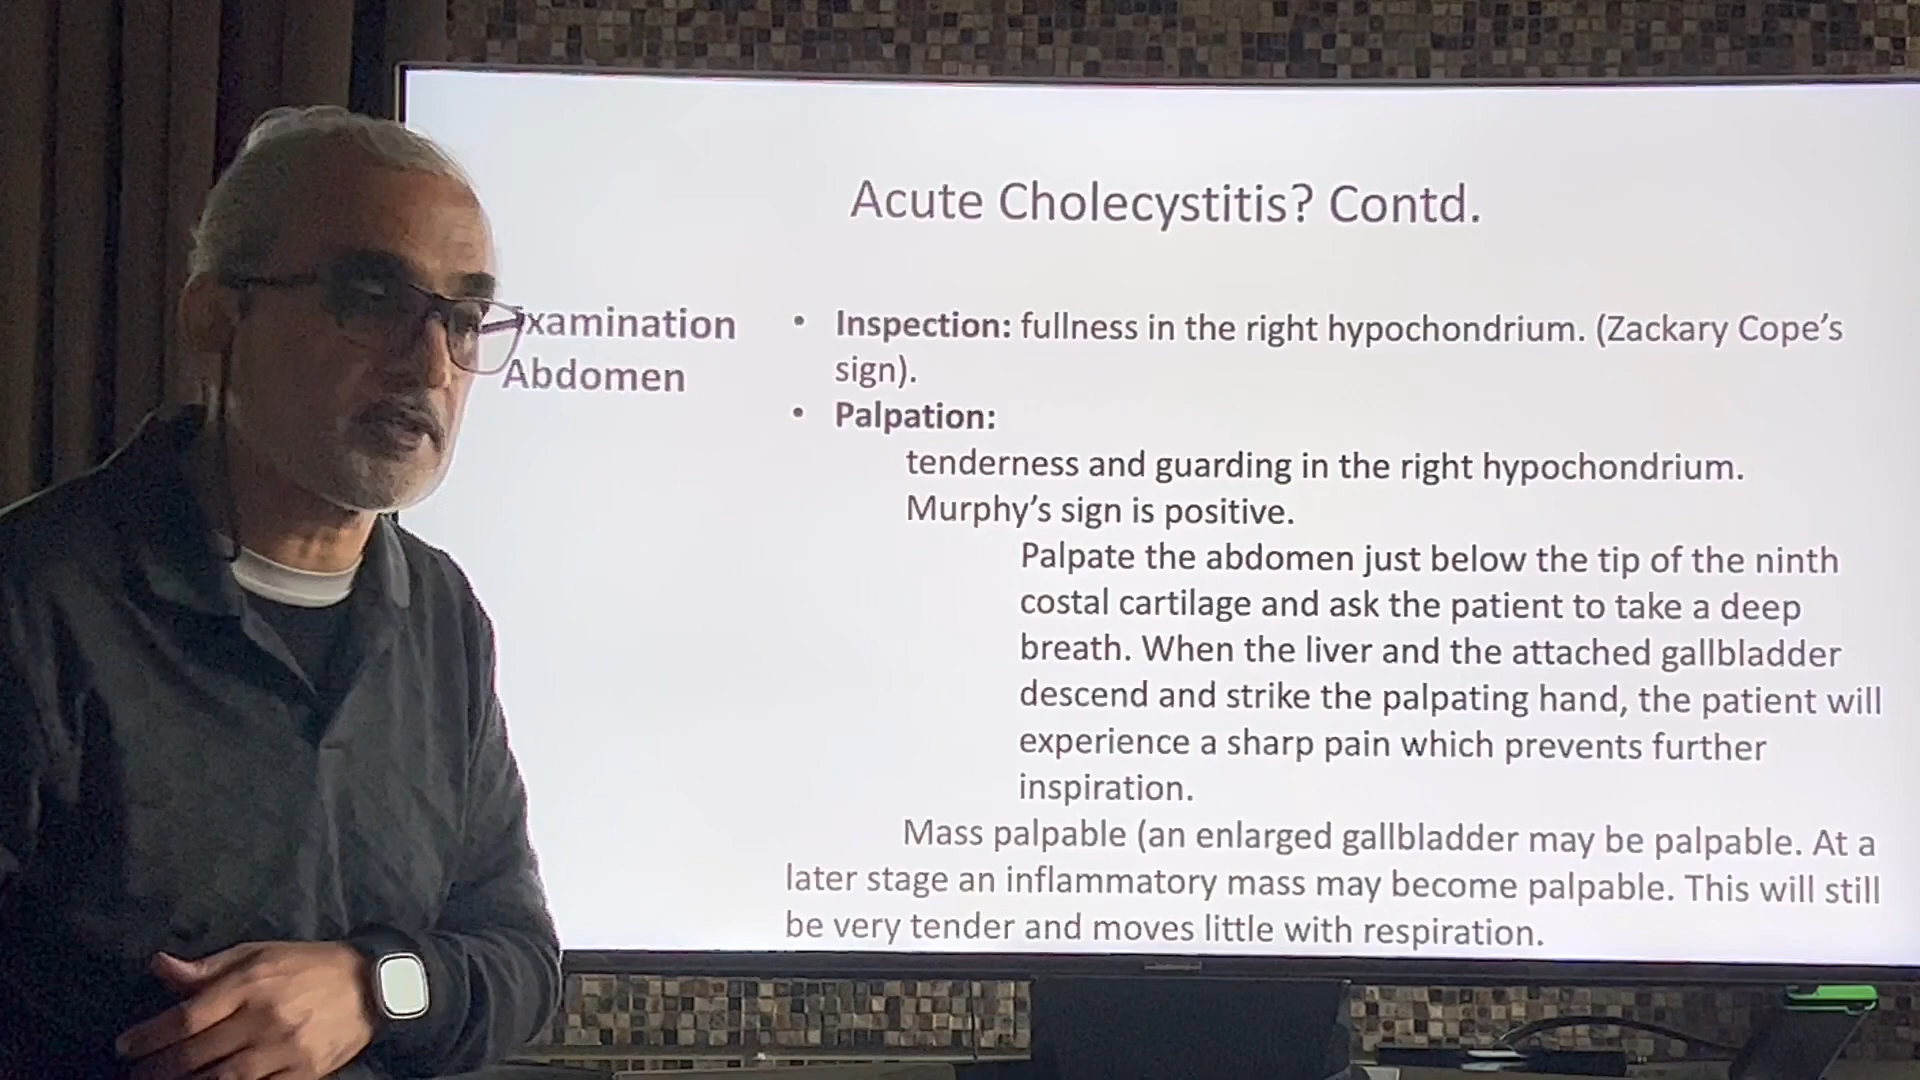 Acute Cholecystitis? Contd.
xamination
Abdomen
• Inspection: fullness in the right hypochondrium. (Zackary Cope's
sign).
• Palpation:
tenderness and guarding in the right hypochondrium.
Murphy's sign is positive.
Palpate the abdomen just below the tip of the ninth
costal cartilage and ask the patient to take a deep
breath. When the liver and the attached gallbladder
descend and strike the palpating hand, the patient will
experience a sharp pain which prevents further
inspiration.
Mass palpable (an enlarged gallbladder may be palpable. At a
later stage an inflammatory mass may become palpable. This will still
be very tender and moves little with respiration.